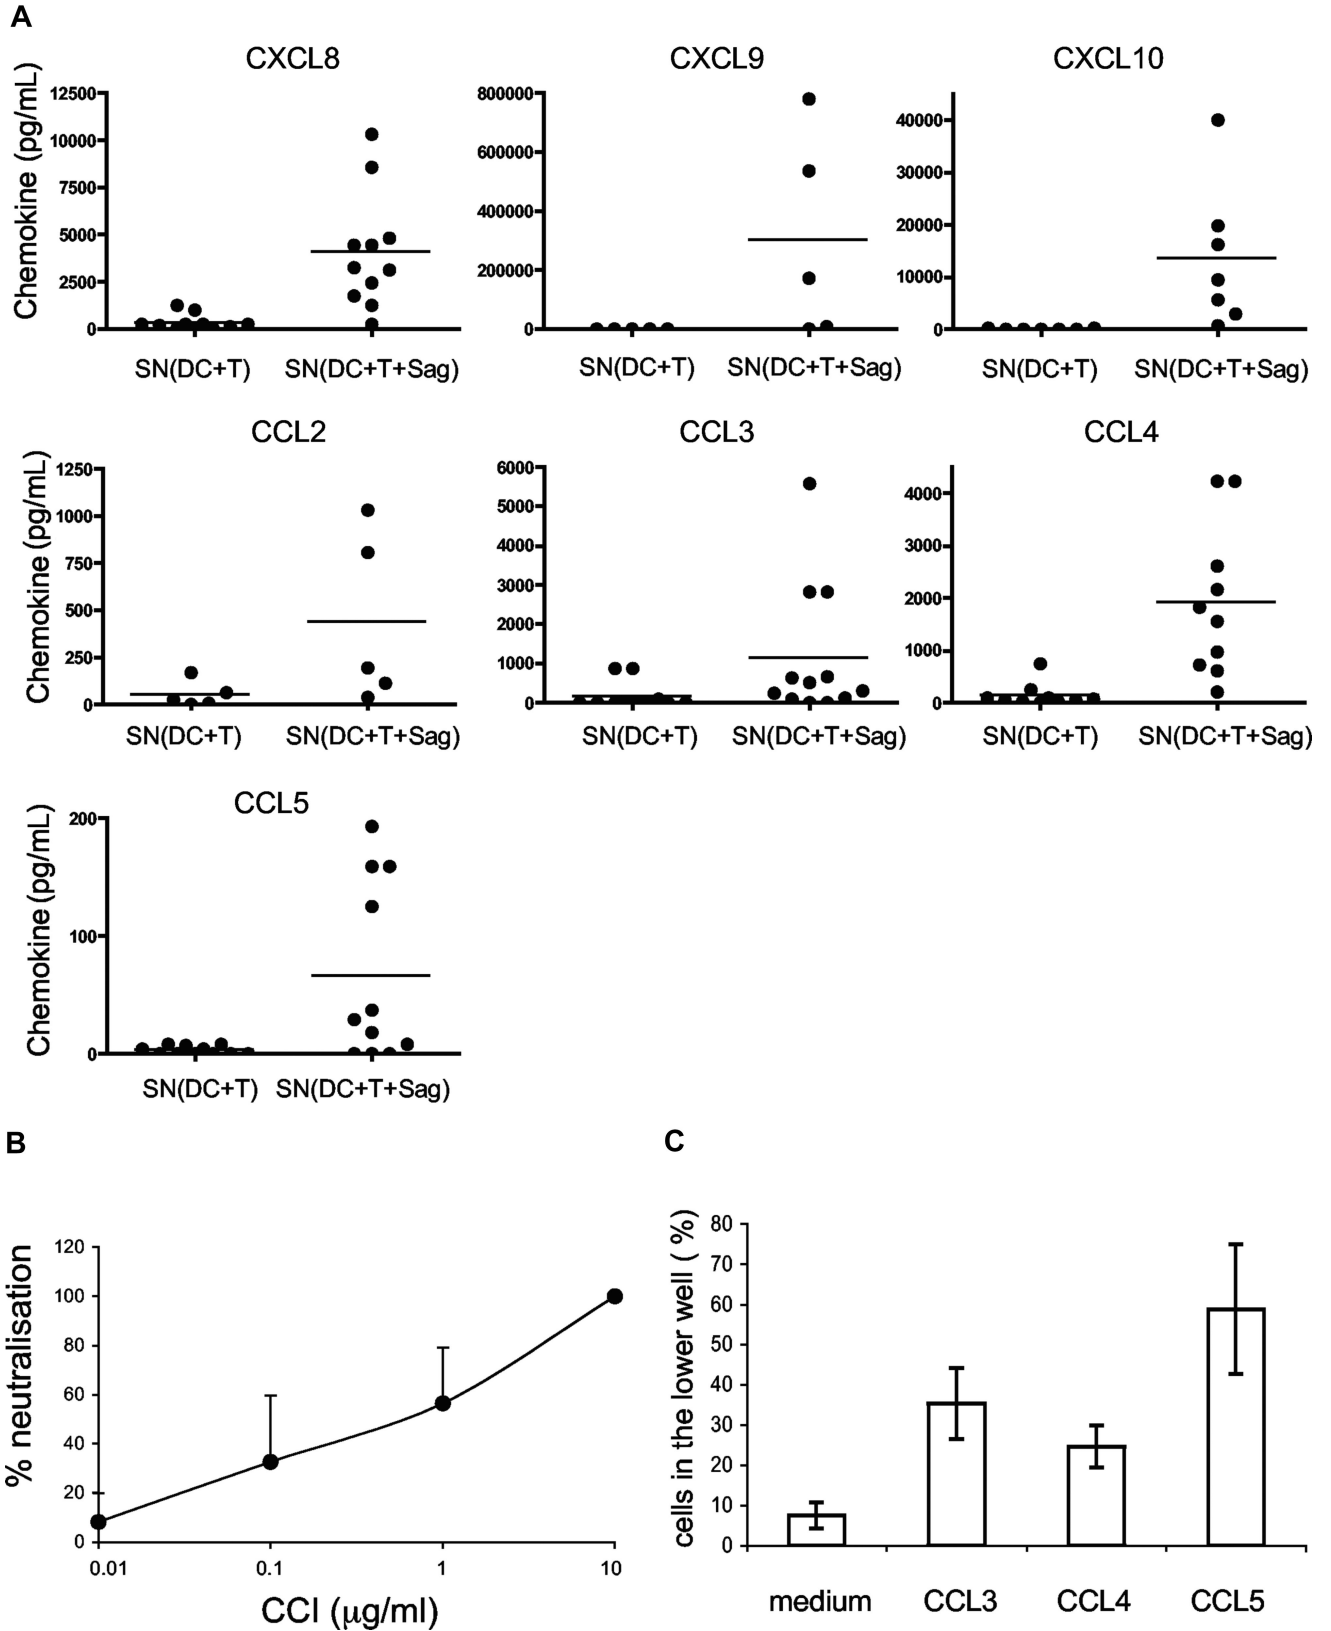 A
CXCL8
CXCL9
CXCL10
Chemokine (pg/mL)
12500
10000
7500
5000
2500
0
SN(DC+T)
SN(DC+T+Sag)
800000
600000
400000
200000
0
SN(DC+T)
SN(DC+T+Sag)
40000
30000
20000
10000
0
SN(DC+T)
SN(DC+T+Sag)
CCL2
CCL3
CCL4
Chemokine (pg/mL)
1250
1000
750
500
250
0
SN(DC+T)
SN(DC+T+Sag)
6000
5000
4000
3000
2000
1000
0
SN(DC+T)
SN(DC+T+Sag)
4000
3000
2000
1000
0
SN(DC+T)
SN(DC+T+Sag)
CCL5
Chemokine (pg/mL)
200
100
0
SN(DC+T)
SN(DC+T+Sag)
B
% neutralisation
120
100
80
60
40
20
0
0.01
0.1
1
10
CCI (μg/ml)
C
cells in the lower well ( %)
80
70
60
50
40
30
20
10
0
medium
CCL3
CCL4
CCL5